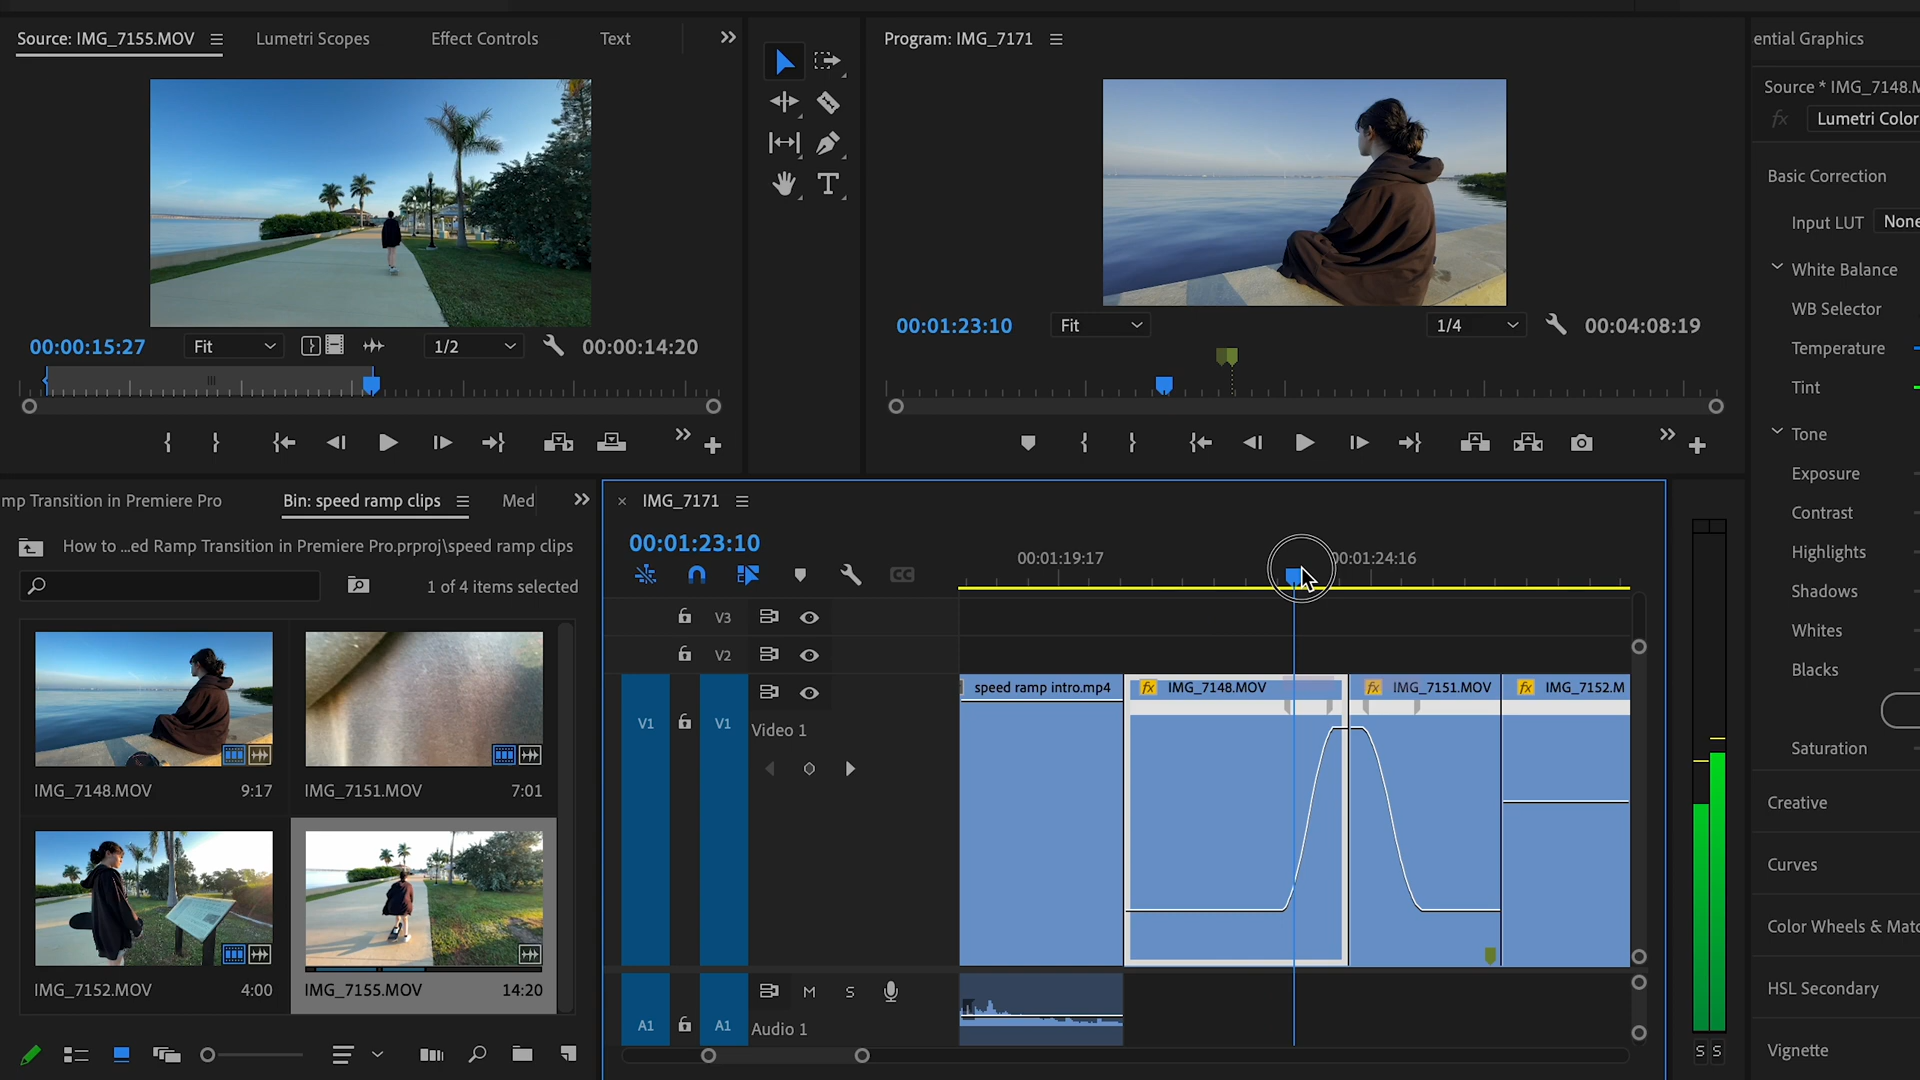 Source: IMG_7155.MOV
Lumetri Scopes
Effect Controls
Text
00:00:15:27
Fit
1/2
00:00:14:20
T
Program: IMG_7171
00:01:23:10
Fit
1/4
00:04:08:19
ential Graphics
Source * IMG_7148.M
fx
Lumetri Color
Basic Correction
Input LUT
None
White Balance
WB Selector
Temperature
Tint
Tone
Exposure
Contrast
Highlights
Shadows
Whites
Blacks
Saturation
Creative
Curves
Color Wheels & Matc
HSL Secondary
Vignette
mp Transition in Premiere Pro
Bin: speed ramp clips
Med
How to ...ed Ramp Transition in Premiere Pro.prproj\speed ramp clips
1 of 4 items selected
IMG_7148.MOV
9:17
IMG_7151.MOV
7:01
IMG_7152.MOV
4:00
IMG_7155.MOV
14:20
IMG_7171
00:01:23:10
00:01:19:17
00:01:24:16
CC
V3
V2
V1
V1
Video 1
speed ramp intro.mp4
fx IMG_7148.MOV
fx IMG_7151.MOV
fx IMG_7152.M
A1
A1
M
S
Audio 1
S S